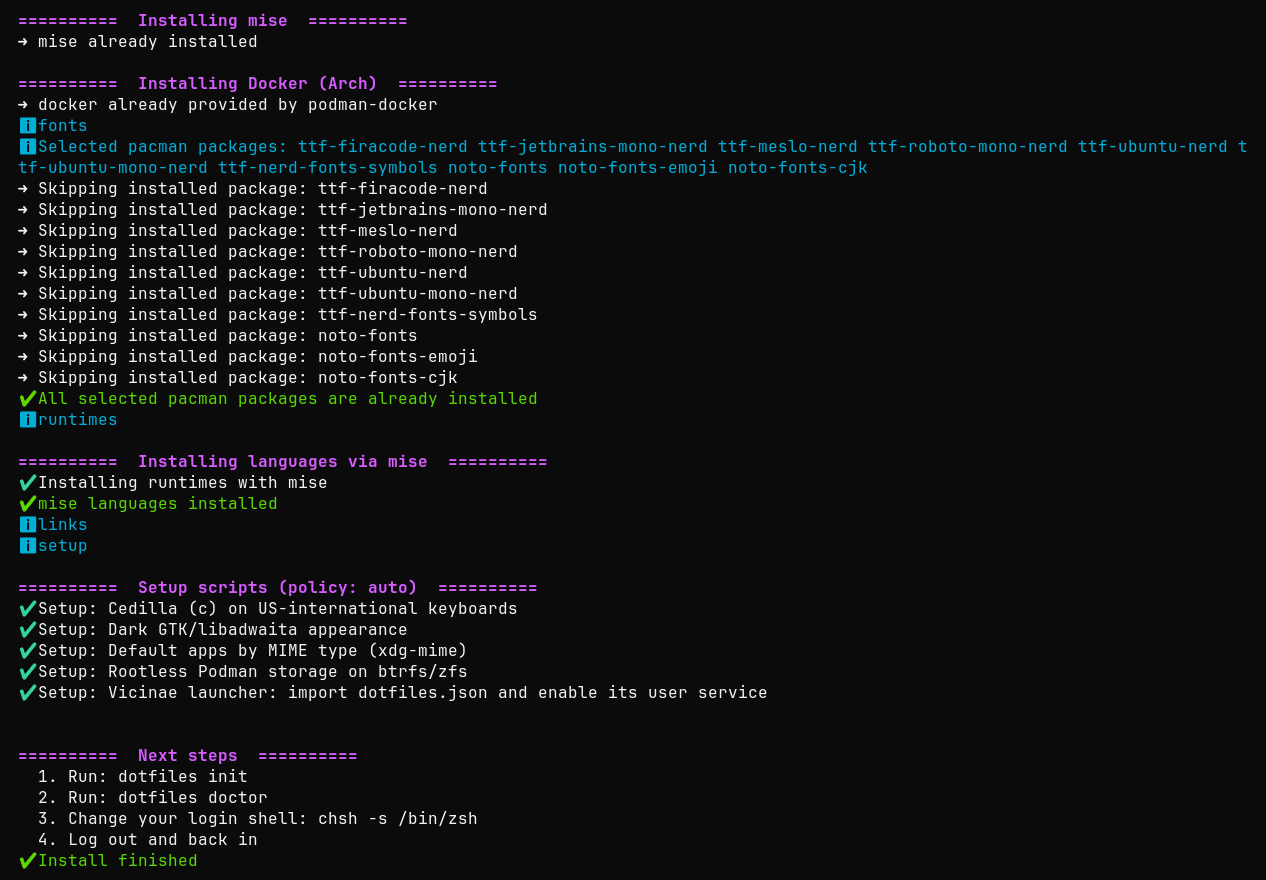 ==========  Installing mise  ==========
→ mise already installed
==========  Installing Docker (Arch)  ==========
→ docker already provided by podman-docker
ℹfonts
ℹSelected pacman packages: ttf-firacode-nerd ttf-jetbrains-mono-nerd ttf-meslo-nerd ttf-roboto-mono-nerd ttf-ubuntu-nerd t
tf-ubuntu-mono-nerd ttf-nerd-fonts-symbols noto-fonts noto-fonts-emoji noto-fonts-cjk
→ Skipping installed package: ttf-firacode-nerd
→ Skipping installed package: ttf-jetbrains-mono-nerd
→ Skipping installed package: ttf-meslo-nerd
→ Skipping installed package: ttf-roboto-mono-nerd
→ Skipping installed package: ttf-ubuntu-nerd
→ Skipping installed package: ttf-ubuntu-mono-nerd
→ Skipping installed package: ttf-nerd-fonts-symbols
→ Skipping installed package: noto-fonts
→ Skipping installed package: noto-fonts-emoji
→ Skipping installed package: noto-fonts-cjk
✔All selected pacman packages are already installed
ℹruntimes
==========  Installing languages via mise  ==========
✔Installing runtimes with mise
✔mise languages installed
ℹlinks
ℹsetup
==========  Setup scripts (policy: auto)  ==========
✔Setup: Cedilla (c) on US-international keyboards
✔Setup: Dark GTK/libadwaita appearance
✔Setup: Default apps by MIME type (xdg-mime)
✔Setup: Rootless Podman storage on btrfs/zfs
✔Setup: Vicinae launcher: import dotfiles.json and enable its user service
==========  Next steps  ==========
1. Run: dotfiles init
2. Run: dotfiles doctor
3. Change your login shell: chsh -s /bin/zsh
4. Log out and back in
✔Install finished